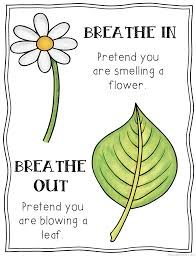 BREATHE IN
Pretend you
are smelling a
flower.
BREATHE
OUT
Pretend you
are blowing a
leaf.